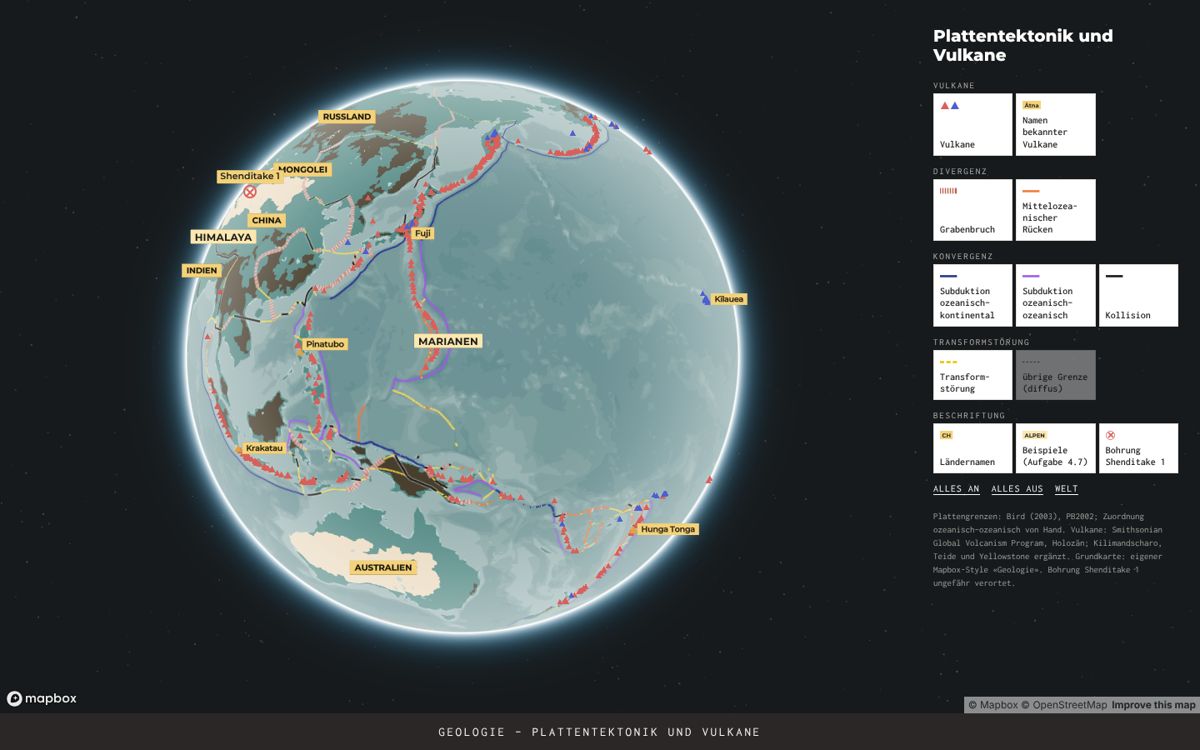 RUSSLAND
MONGOLEI
Shenditake 1
CHINA
HIMALAYA
Fuji
INDIEN
Kilauea
MARIANEN
Pinatubo
Krakatau
Hunga Tonga
AUSTRALIEN
mapbox
Plattentektonik und
Vulkane
VULKANE
Vulkane
Ätna
Namen
bekannter
Vulkane
DIVERGENZ
Grabenbruch
Mittelozea-
nischer
Rücken
KONVERGENZ
Subduktion
ozeanisch-
kontinental
Subduktion
ozeanisch-
ozeanisch
Kollision
TRANSFORMSTÖRUNG
Transform-
störung
übrige Grenze
(diffus)
BESCHRIFTUNG
CH
Ländernamen
ALPEN
Beispiele
(Aufgabe 4.7)
Bohrung
Shenditake 1
ALLES AN ALLES AUS WELT
Plattengrenzen: Bird (2003), PB2002; Zuordnung
ozeanisch-ozeanisch von Hand. Vulkane: Smithsonian
Global Volcanism Program, Holozän; Kilimandscharo,
Teide und Yellowstone ergänzt. Grundkarte: eigener
Mapbox-Style «Geologie». Bohrung Shenditake 1
ungefähr verortet.
© Mapbox © OpenStreetMap Improve this map
GEOLOGIE – PLATTENTEKTONIK UND VULKANE